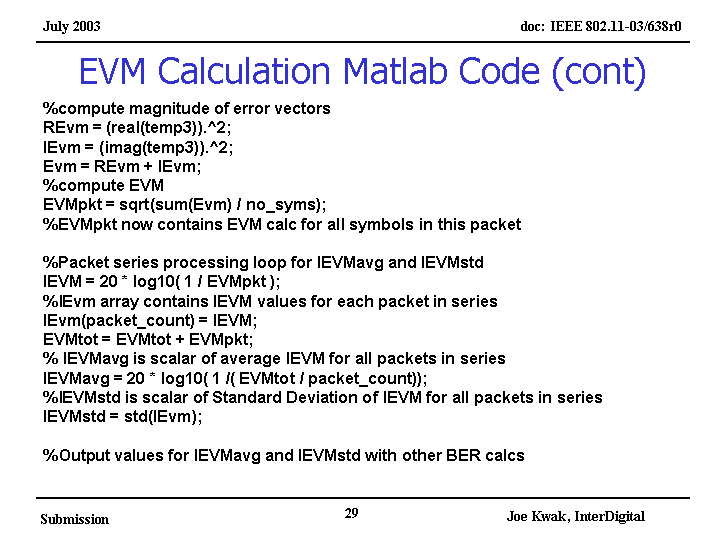 July 2003
doc: IEEE 802.11-03/638r0
EVM Calculation Matlab Code (cont)
%compute magnitude of error vectors
REvm = (real(temp3)).^2;
IEvm = (imag(temp3)).^2;
Evm = REvm + IEvm;
%compute EVM
EVMpkt = sqrt(sum(Evm) / no_syms);
%EVMpkt now contains EVM calc for all symbols in this packet
%Packet series processing loop for IEVMavg and IEVMstd
IEVM = 20 * log10( 1 / EVMpkt );
%IEvm array contains IEVM values for each packet in series
IEvm(packet_count) = IEVM;
EVMtot = EVMtot + EVMpkt;
% IEVMavg is scalar of average IEVM for all packets in series
IEVMavg = 20 * log10( 1 /( EVMtot / packet_count));
%IEVMstd is scalar of Standard Deviation of IEVM for all packets in series
IEVMstd = std(IEvm);
%Output values for IEVMavg and IEVMstd with other BER calcs
Submission
29
Joe Kwak, InterDigital